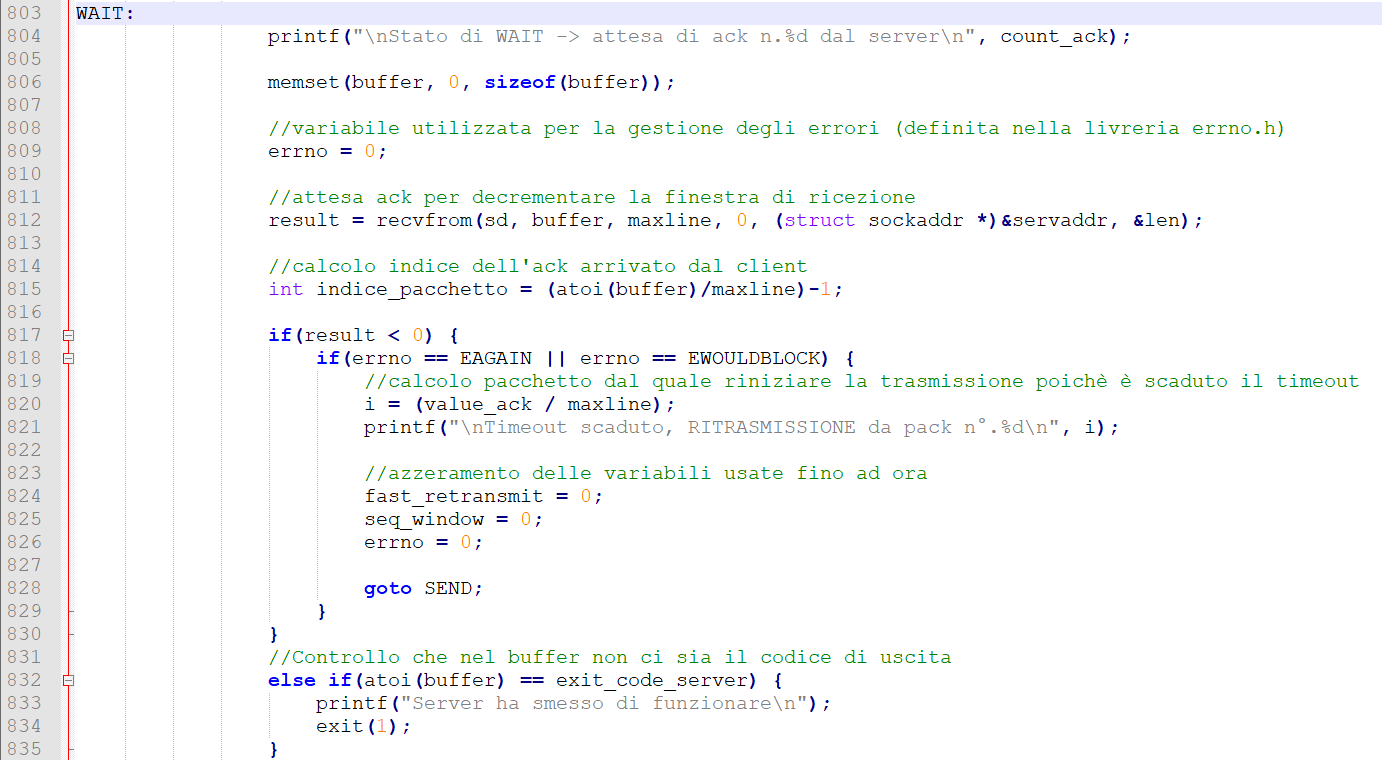 803 WAIT:
804 printf("\nStato di WAIT -> attesa di ack n.%d dal server\n", count_ack);
805
806 memset(buffer, 0, sizeof(buffer));
807
808 //variabile utilizzata per la gestione degli errori (definita nella livreria errno.h)
809 errno = 0;
810
811 //attesa ack per decrementare la finestra di ricezione
812 result = recvfrom(sd, buffer, maxline, 0, (struct sockaddr *)&servaddr, &len);
813
814 //calcolo indice dell'ack arrivato dal client
815 int indice_pacchetto = (atoi(buffer)/maxline)-1;
816
817 if(result < 0) {
818 if(errno == EAGAIN || errno == EWOULDBLOCK) {
819 //calcolo pacchetto dal quale riniziare la trasmissione poichè è scaduto il timeout
820 i = (value_ack / maxline);
821 printf("\nTimeout scaduto, RITRASMISSIONE da pack n°.%d\n", i);
822
823 //azzeramento delle variabili usate fino ad ora
824 fast_retransmit = 0;
825 seq_window = 0;
826 errno = 0;
827
828 goto SEND;
829 }
830 }
831 //Controllo che nel buffer non ci sia il codice di uscita
832 else if(atoi(buffer) == exit_code_server) {
833 printf("Server ha smesso di funzionare\n");
834 exit(1);
835 }